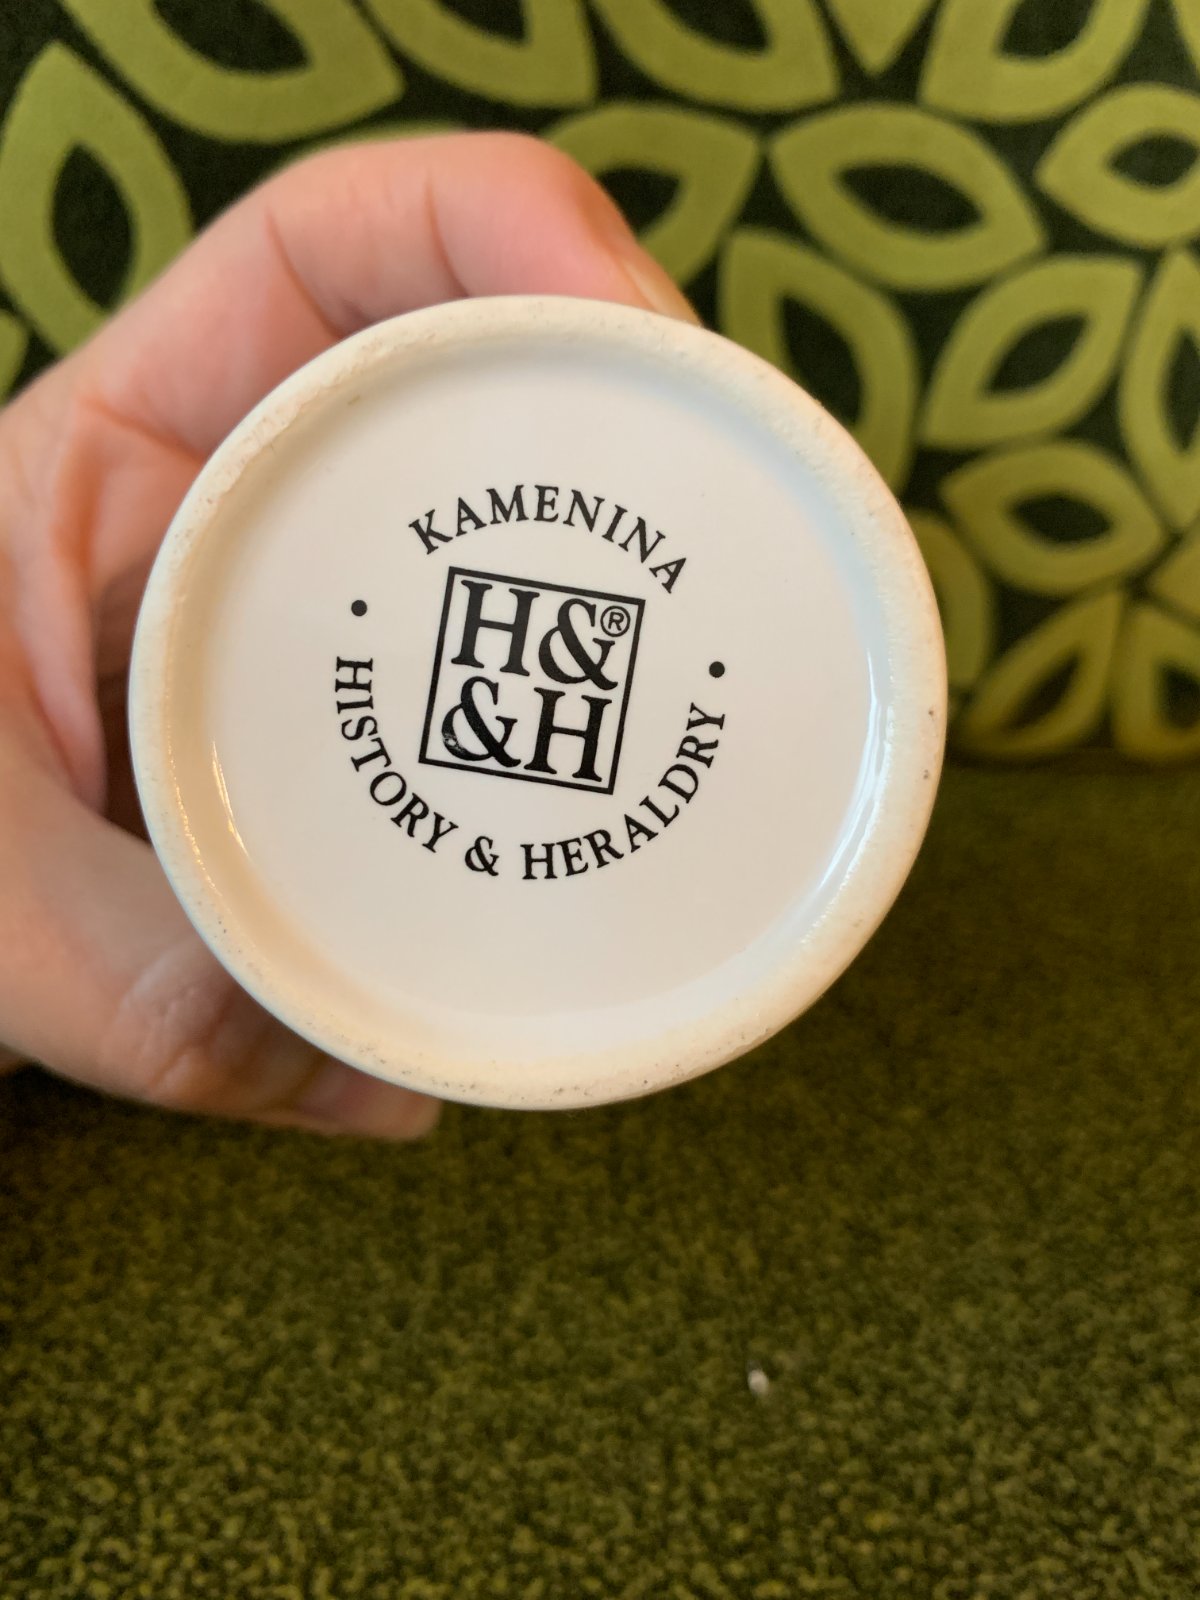 KAMENINA
H&®
&H
• HISTORY & HERALDRY •